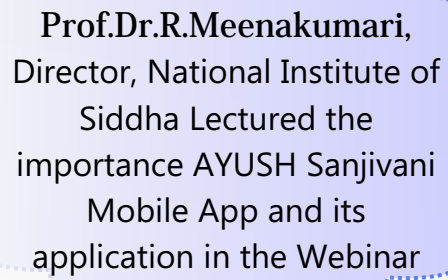 Prof.Dr.R.Meenakumari,
Director, National Institute of
Siddha Lectured the
importance AYUSH Sanjivani
Mobile App and its
application in the Webinar